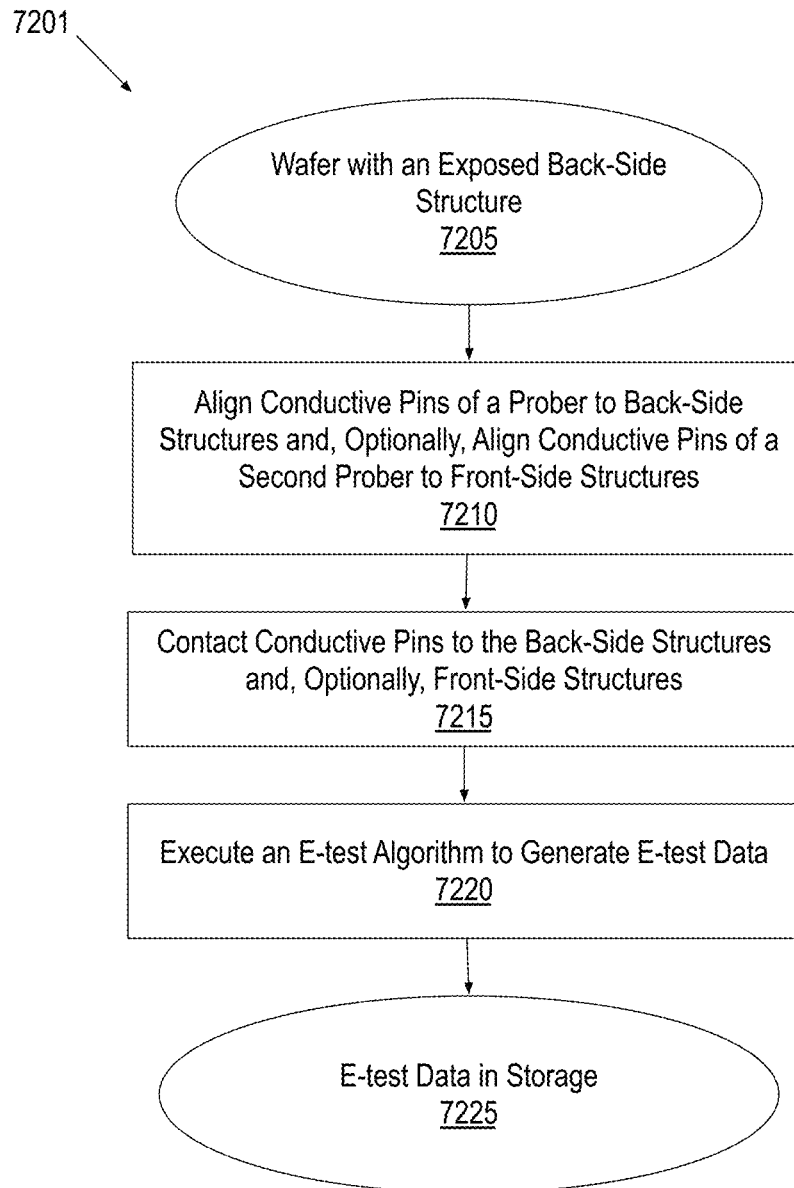 7201
Wafer with an Exposed Back-Side
Structure
7205
Align Conductive Pins of a Prober to Back-Side
Structures and, Optionally, Align Conductive Pins of a
Second Prober to Front-Side Structures
7210
Contact Conductive Pins to the Back-Side Structures
and, Optionally, Front-Side Structures
7215
Execute an E-test Algorithm to Generate E-test Data
7220
E-test Data in Storage
7225